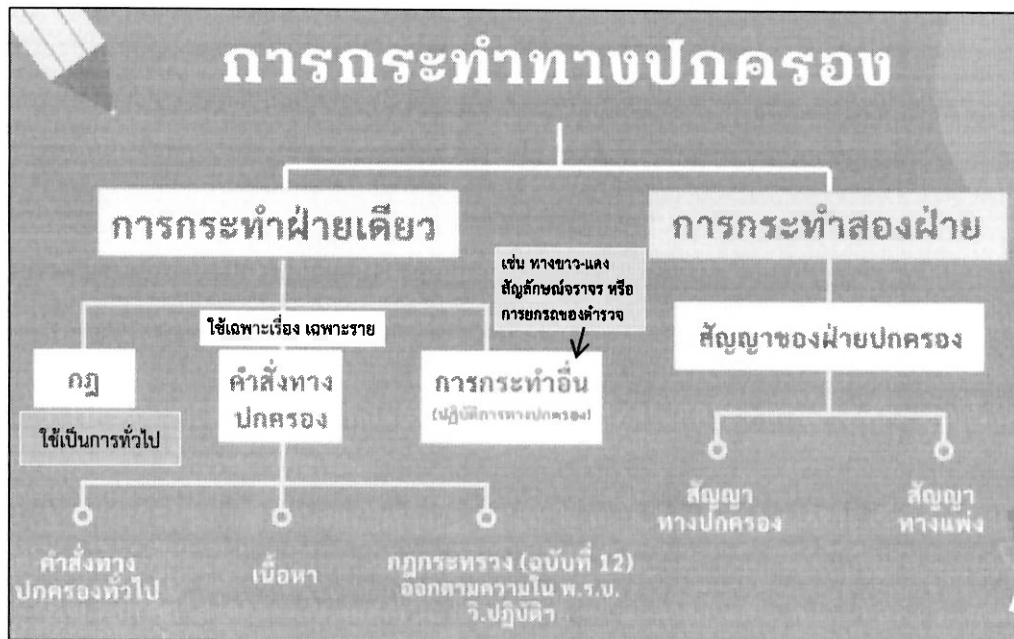 การกระทำทางปกครอง
การกระทำฝ่ายเดียว
การกระทำสองฝ่าย
เช่น ทางขาว-แดง
สัญลักษณ์จราจร หรือ
การยกรถของตำรวจ
ใช้เฉพาะเรื่อง เฉพาะราย
สัญญาของฝ่ายปกครอง
กฎ
คำสั่งทาง
ปกครอง
การกระทำอื่น
(ปฏิบัติการทางปกครอง)
ใช้เป็นการทั่วไป
สัญญา
ทางปกครอง
สัญญา
ทางแพ่ง
คำสั่งทาง
ปกครองทั่วไป
เนื้อหา
กฎกระทรวง (ฉบับที่ 12)
ออกตามความใน พ.ร.บ.
วิ.ปฏิบัติฯ